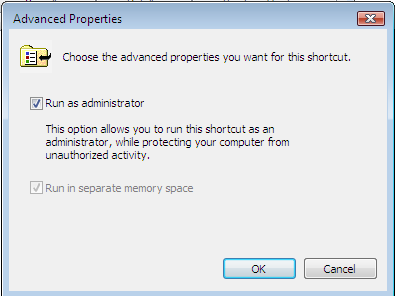 Advanced Properties
Choose the advanced properties you want for this shortcut.
Run as administrator
This option allows you to run this shortcut as an
administrator, while protecting your computer from
unauthorized activity.
Run in separate memory space
OK
Cancel